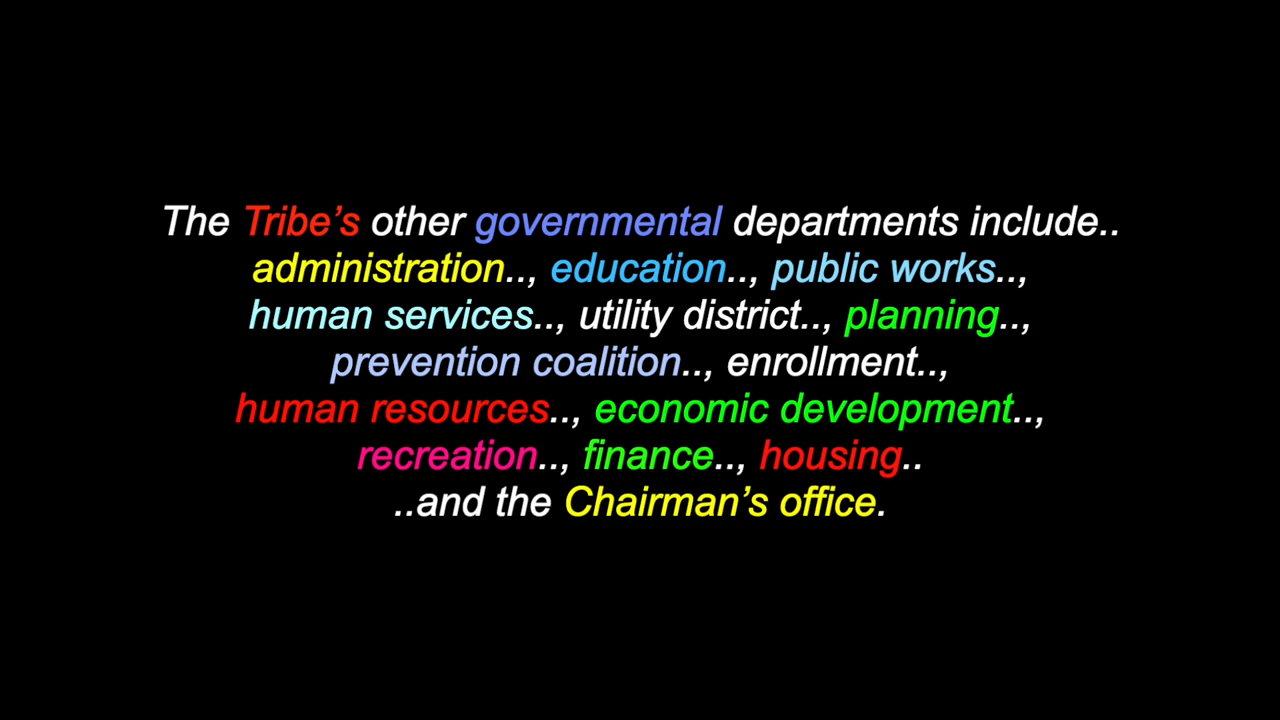 The Tribe’s other governmental departments include..
administration.., education.., public works..,
human services.., utility district.., planning..,
prevention coalition.., enrollment..,
human resources.., economic development..,
recreation.., finance.., housing..
..and the Chairman’s office.